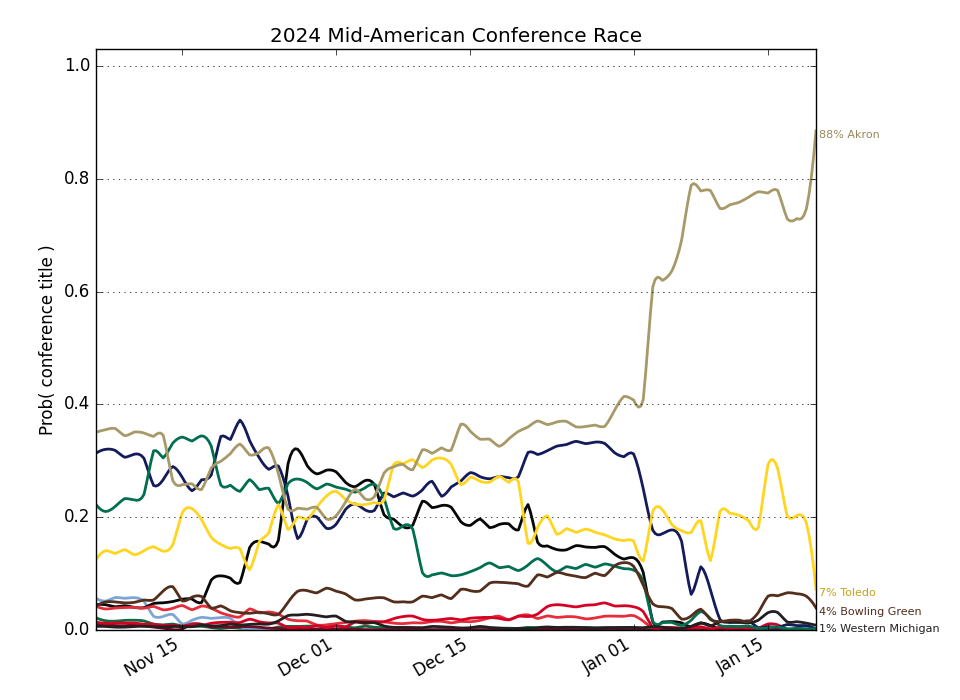 2024 Mid-American Conference Race
Prob( conference title )
1.0
0.8
0.6
0.4
0.2
0.0
Nov 15
Dec 01
Dec 15
Jan 01
Jan 15
88% Akron
7% Toledo
4% Bowling Green
1% Western Michigan